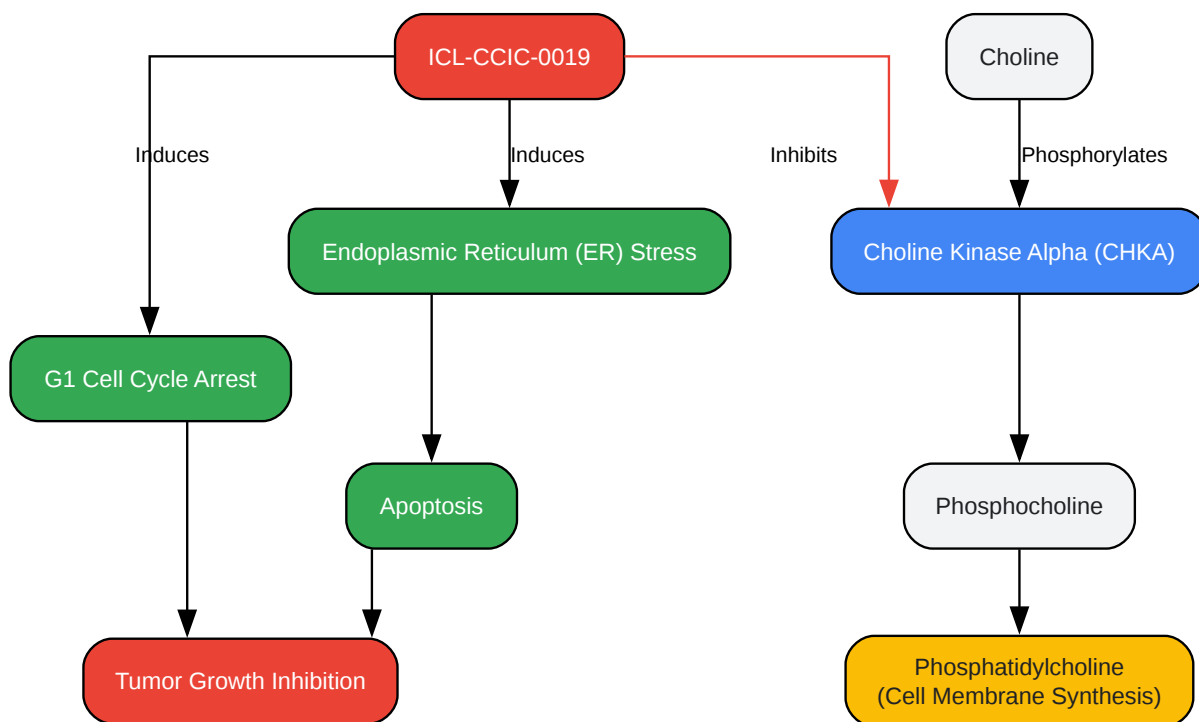 ICL-CCIC-0019
Choline
Induces
Induces
Inhibits
Phosphorylates
Endoplasmic Reticulum (ER) Stress
Choline Kinase Alpha (CHKA)
G1 Cell Cycle Arrest
Apoptosis
Phosphocholine
Tumor Growth Inhibition
Phosphatidylcholine
(Cell Membrane Synthesis)